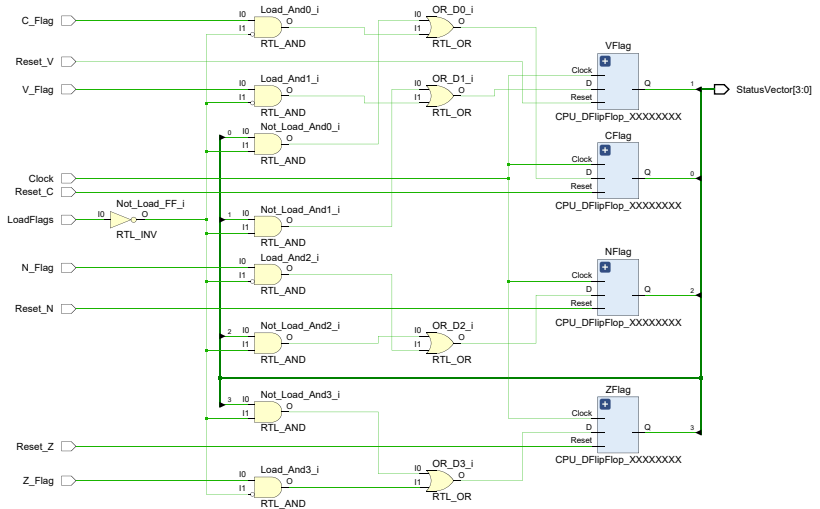 C_Flag
Reset_V
V_Flag
Clock
Reset_C
LoadFlags
N_Flag
Reset_N
Reset_Z
Z_Flag
Not_Load_FF_i
I0
O
RTL_INV
Load_And0_i
I0
I1
O
RTL_AND
Load_And1_i
I0
I1
O
RTL_AND
Not_Load_And0_i
0
I0
I1
O
RTL_AND
Not_Load_And1_i
1
I0
I1
O
RTL_AND
Load_And2_i
I0
I1
O
RTL_AND
Not_Load_And2_i
2
I0
I1
O
RTL_AND
Not_Load_And3_i
3
I0
I1
O
RTL_AND
Load_And3_i
I0
I1
O
RTL_AND
OR_D0_i
I0
I1
O
RTL_OR
OR_D1_i
I0
I1
O
RTL_OR
OR_D2_i
I0
I1
O
RTL_OR
OR_D3_i
I0
I1
O
RTL_OR
VFlag
Clock
D
Reset
Q
1
CPU_DFlipFlop_XXXXXXXX
CFlag
Clock
D
Reset
Q
0
CPU_DFlipFlop_XXXXXXXX
NFlag
Clock
D
Reset
Q
2
CPU_DFlipFlop_XXXXXXXX
ZFlag
Clock
D
Reset
Q
3
CPU_DFlipFlop_XXXXXXXX
StatusVector[3:0]